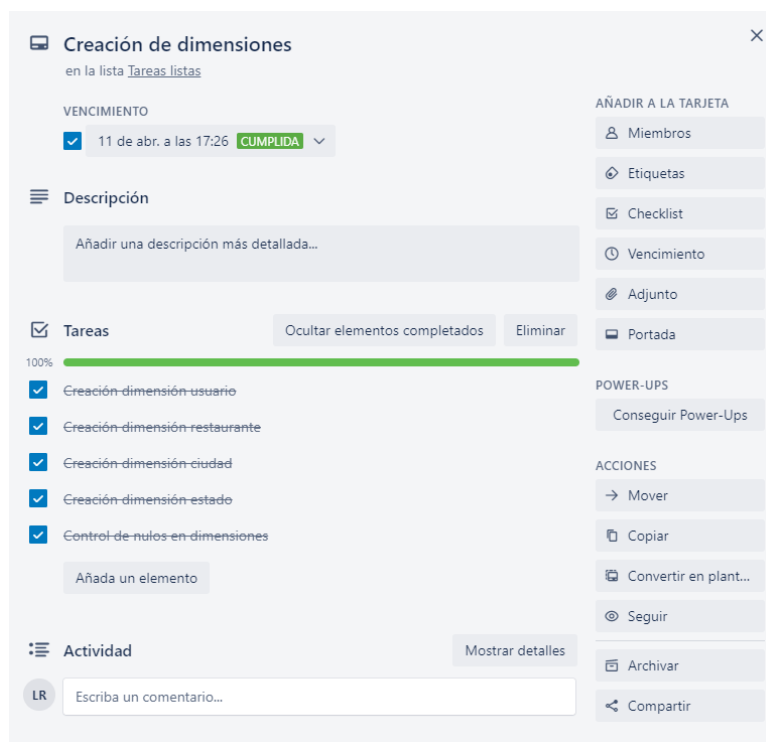 Creación de dimensiones
en la lista Tareas listas
VENCIMIENTO
11 de abr. a las 17:26 CUMPLIDA
Descripción
Añadir una descripción más detallada...
Tareas Ocultar elementos completados Eliminar
100%
Creación dimensión usuario
Creación dimensión restaurante
Creación dimensión ciudad
Creación dimensión estado
Control de nulos en dimensiones
Añada un elemento
Actividad Mostrar detalles
LR Escriba un comentario...
AÑADIR A LA TARJETA
Miembros
Etiquetas
Checklist
Vencimiento
Adjunto
Portada
POWER-UPS
Conseguir Power-Ups
ACCIONES
Mover
Copiar
Convertir en plant...
Seguir
Archivar
Compartir